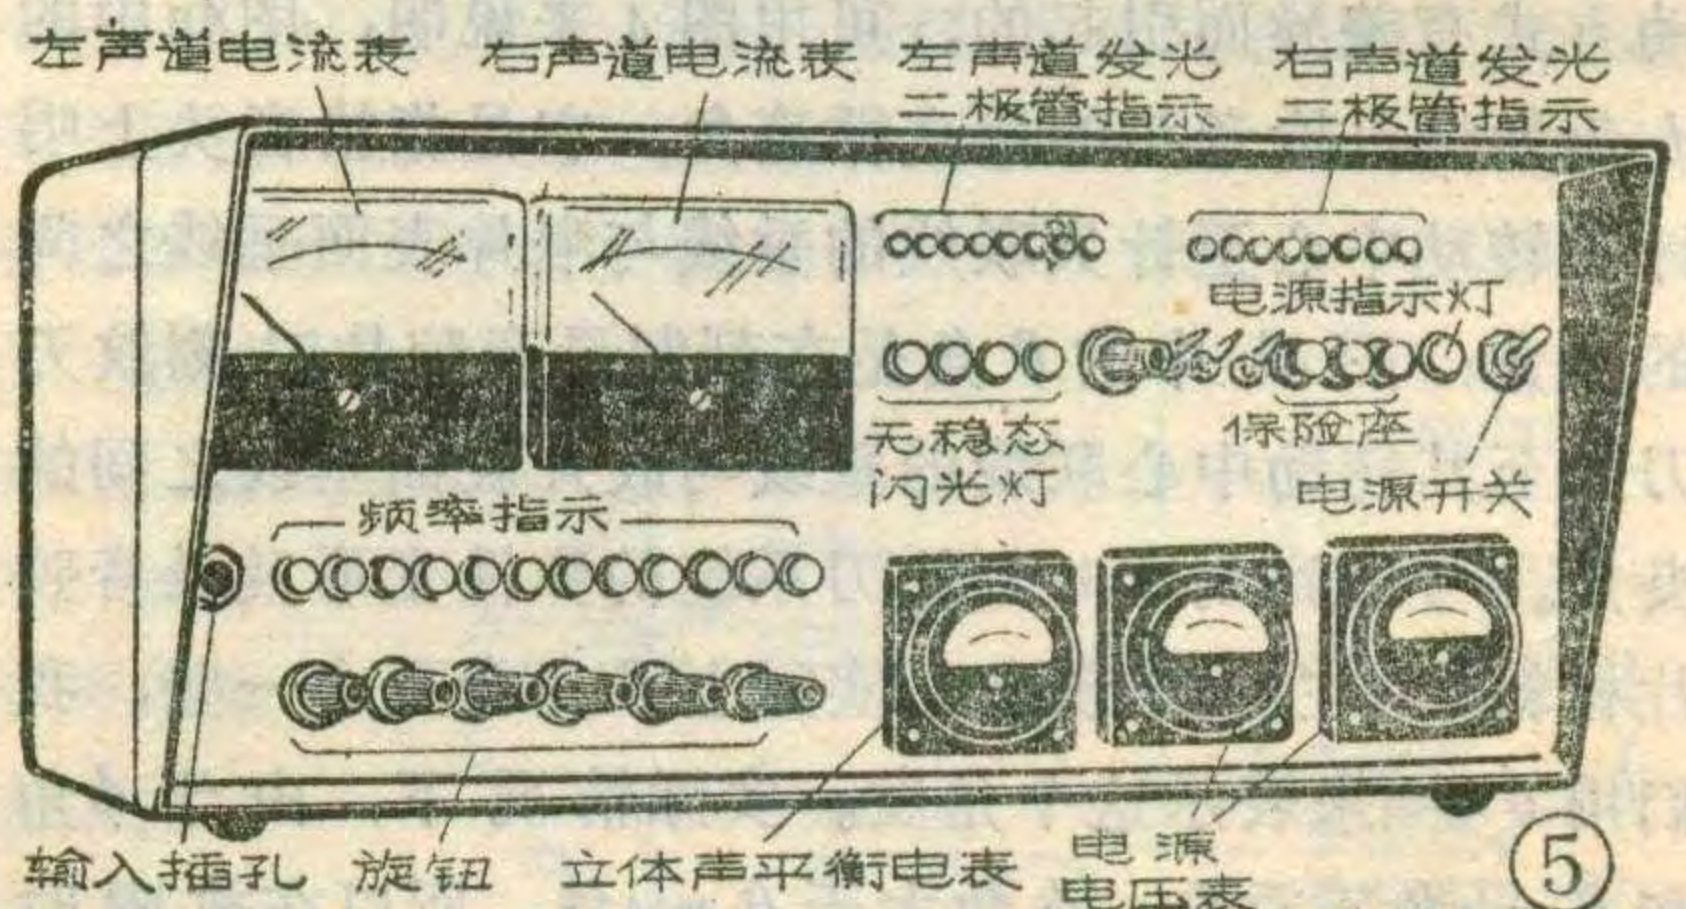 左声道电流表
右声道电流表
左声道发光
二极管指示
右声道发光
二极管指示
电源指示灯
无稳态
闪光灯
保险座
电源开关
频率指示
输入插孔
旋钮
立体声平衡电表
电源
电压表
⑤